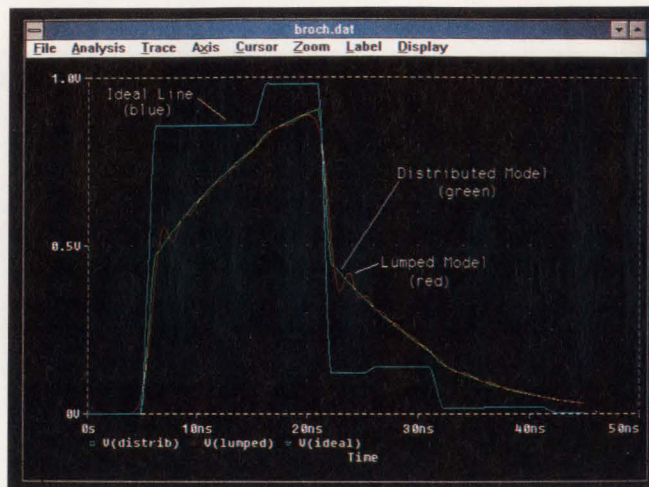 broch.dat
File Analysis Trace Axis Cursor Zoom Label Display
1.0V
Ideal Line
(blue)
Distributed Model
(green)
0.5V
Lumped Model
(red)
0V
0s 10ns 20ns 30ns 40ns 50ns
V(distrib) V(lumped) V(ideal)
Time